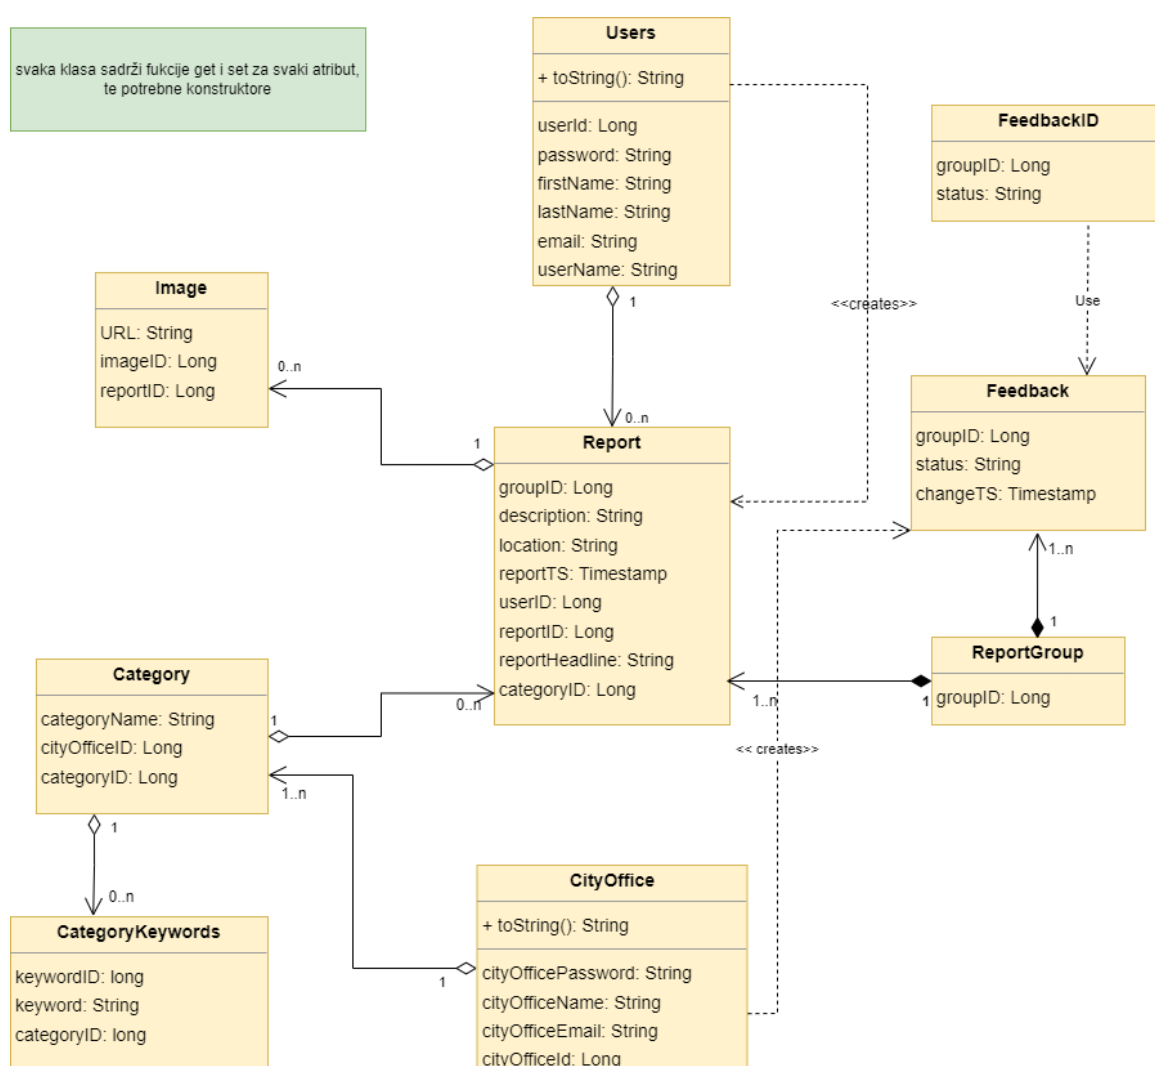 svaka klasa sadrži fukcije get i set za svaki atribut,
te potrebne konstruktore
Users
+ toString(): String
userId: Long
password: String
firstName: String
lastName: String
email: String
userName: String
1
0..n
<<creates>>
FeedbackID
groupID: Long
status: String
Use
Image
URL: String
imageID: Long
reportID: Long
0..n
1
Feedback
groupID: Long
status: String
changeTS: Timestamp
1..n
1
Report
groupID: Long
description: String
location: String
reportTS: Timestamp
userID: Long
reportID: Long
reportHeadline: String
categoryID: Long
ReportGroup
groupID: Long
1
1..n
Category
categoryName: String
cityOfficeID: Long
categoryID: Long
1
0..n
1..n
1
0..n
<< creates>>
CategoryKeywords
keywordID: long
keyword: String
categoryID: long
CityOffice
+ toString(): String
cityOfficePassword: String
cityOfficeName: String
cityOfficeEmail: String
cityOfficeId: Long
1